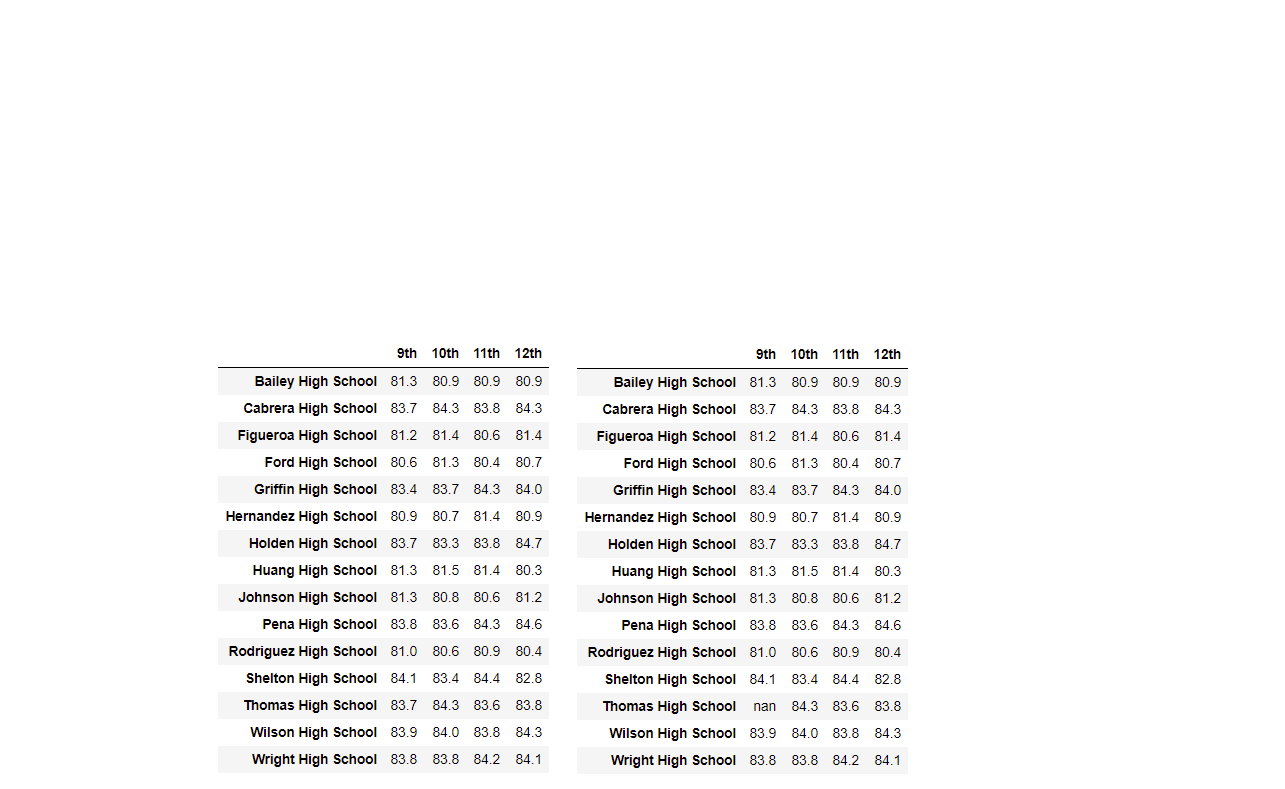 9th 10th 11th 12th
Bailey High School 81.3 80.9 80.9 80.9
Cabrera High School 83.7 84.3 83.8 84.3
Figueroa High School 81.2 81.4 80.6 81.4
Ford High School 80.6 81.3 80.4 80.7
Griffin High School 83.4 83.7 84.3 84.0
Hernandez High School 80.9 80.7 81.4 80.9
Holden High School 83.7 83.3 83.8 84.7
Huang High School 81.3 81.5 81.4 80.3
Johnson High School 81.3 80.8 80.6 81.2
Pena High School 83.8 83.6 84.3 84.6
Rodriguez High School 81.0 80.6 80.9 80.4
Shelton High School 84.1 83.4 84.4 82.8
Thomas High School 83.7 84.3 83.6 83.8
Wilson High School 83.9 84.0 83.8 84.3
Wright High School 83.8 83.8 84.2 84.1
9th 10th 11th 12th
Bailey High School 81.3 80.9 80.9 80.9
Cabrera High School 83.7 84.3 83.8 84.3
Figueroa High School 81.2 81.4 80.6 81.4
Ford High School 80.6 81.3 80.4 80.7
Griffin High School 83.4 83.7 84.3 84.0
Hernandez High School 80.9 80.7 81.4 80.9
Holden High School 83.7 83.3 83.8 84.7
Huang High School 81.3 81.5 81.4 80.3
Johnson High School 81.3 80.8 80.6 81.2
Pena High School 83.8 83.6 84.3 84.6
Rodriguez High School 81.0 80.6 80.9 80.4
Shelton High School 84.1 83.4 84.4 82.8
Thomas High School nan 84.3 83.6 83.8
Wilson High School 83.9 84.0 83.8 84.3
Wright High School 83.8 83.8 84.2 84.1